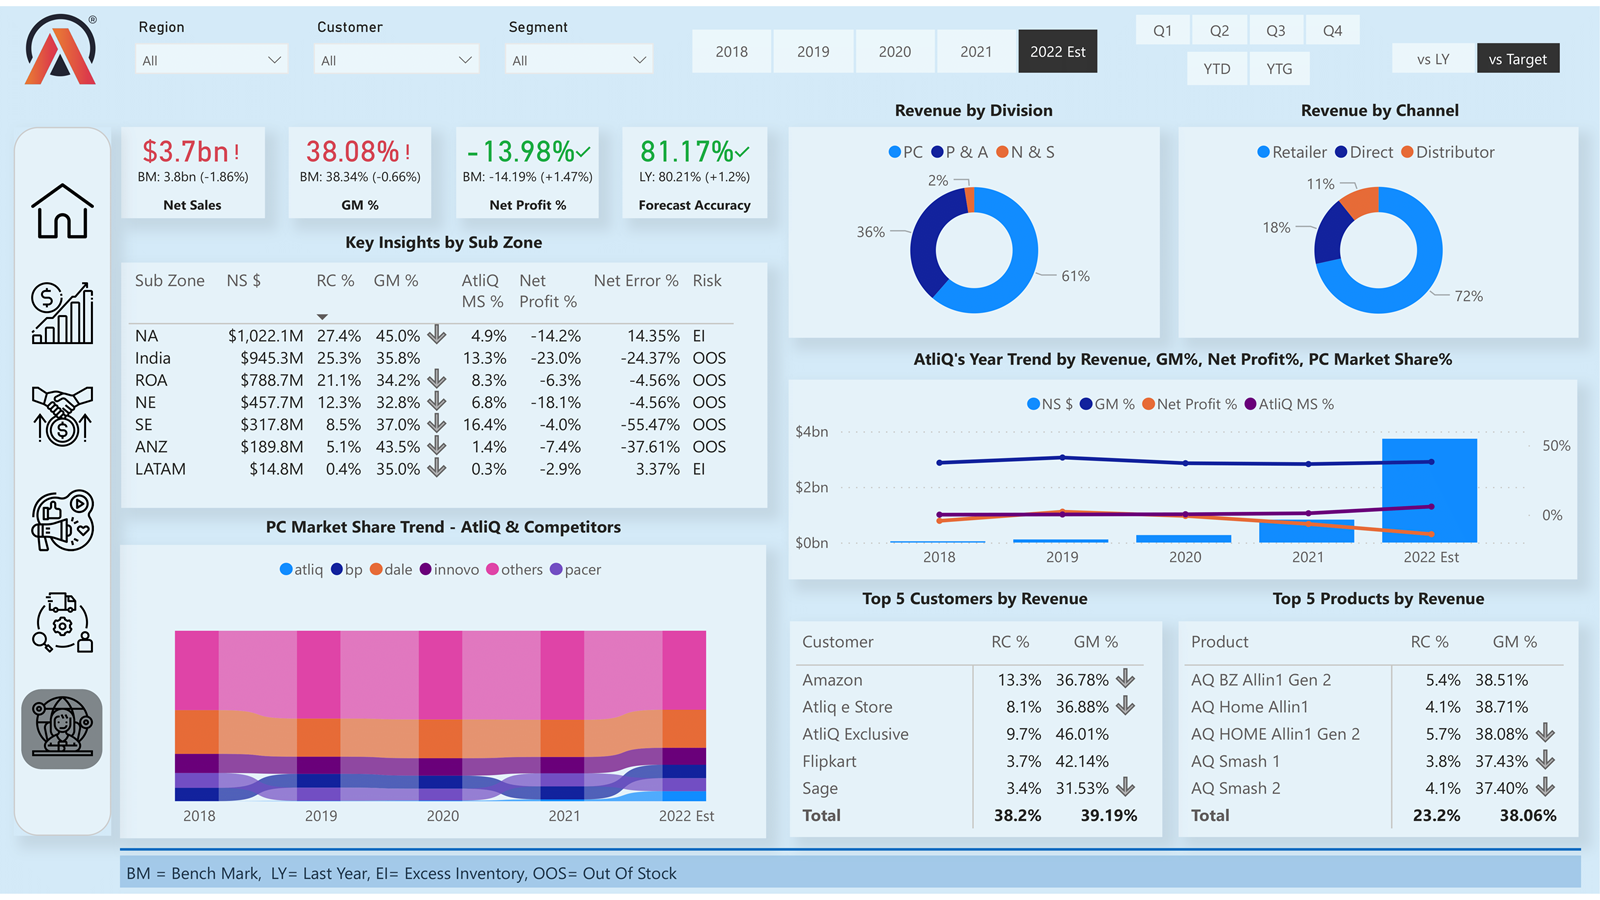 ®
Region Customer Segment
All All All
2018 2019 2020 2021 2022 Est
Q1 Q2 Q3 Q4
YTD YTG
vs LY vs Target
$3.7bn!
BM: 3.8bn (-1.86%)
Net Sales
38.08%!
BM: 38.34% (-0.66%)
GM %
-13.98%
BM: -14.19% (+1.47%)
Net Profit %
81.17%
LY: 80.21% (+1.2%)
Forecast Accuracy
Key Insights by Sub Zone
Sub Zone NS $ RC % GM % AtliQ MS % Net Profit % Net Error % Risk
NA $1,022.1M 27.4% 45.0% 4.9% -14.2% 14.35% EI
India $945.3M 25.3% 35.8% 13.3% -23.0% -24.37% OOS
ROA $788.7M 21.1% 34.2% 8.3% -6.3% -4.56% OOS
NE $457.7M 12.3% 32.8% 6.8% -18.1% -4.56% OOS
SE $317.8M 8.5% 37.0% 16.4% -4.0% -55.47% OOS
ANZ $189.8M 5.1% 43.5% 1.4% -7.4% -37.61% OOS
LATAM $14.8M 0.4% 35.0% 0.3% -2.9% 3.37% EI
PC Market Share Trend - AtliQ & Competitors
atliq bp dale innovo others pacer
2018 2019 2020 2021 2022 Est
Revenue by Division
PC P & A N & S
2%
36%
61%
Revenue by Channel
Retailer Direct Distributor
11%
18%
72%
AtliQ's Year Trend by Revenue, GM%, Net Profit%, PC Market Share%
NS $ GM % Net Profit % AtliQ MS %
$4bn
50%
$2bn
0%
$0bn
2018 2019 2020 2021 2022 Est
Top 5 Customers by Revenue
Customer RC % GM %
Amazon 13.3% 36.78%
Atliq e Store 8.1% 36.88%
AtliQ Exclusive 9.7% 46.01%
Flipkart 3.7% 42.14%
Sage 3.4% 31.53%
Total 38.2% 39.19%
Top 5 Products by Revenue
Product RC % GM %
AQ BZ Allin1 Gen 2 5.4% 38.51%
AQ Home Allin1 4.1% 38.71%
AQ HOME Allin1 Gen 2 5.7% 38.08%
AQ Smash 1 3.8% 37.43%
AQ Smash 2 4.1% 37.40%
Total 23.2% 38.06%
BM = Bench Mark, LY= Last Year, EI= Excess Inventory, OOS= Out Of Stock